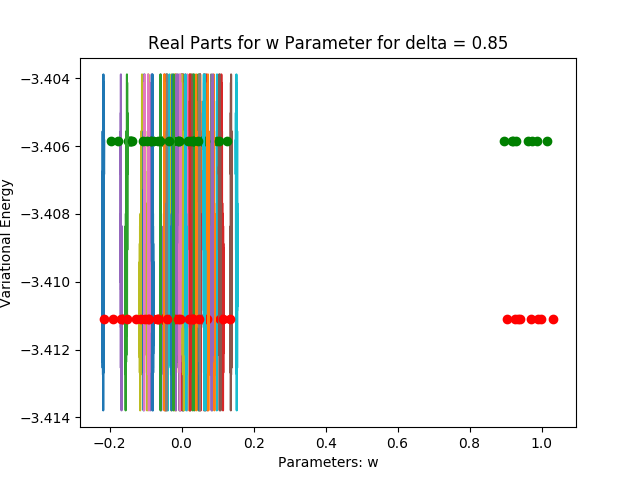 Real Parts for w Parameter for delta = 0.85
Variational Energy
−3.404
−3.406
−3.408
−3.410
−3.412
−3.414
−0.2 0.0 0.2 0.4 0.6 0.8 1.0
Parameters: w